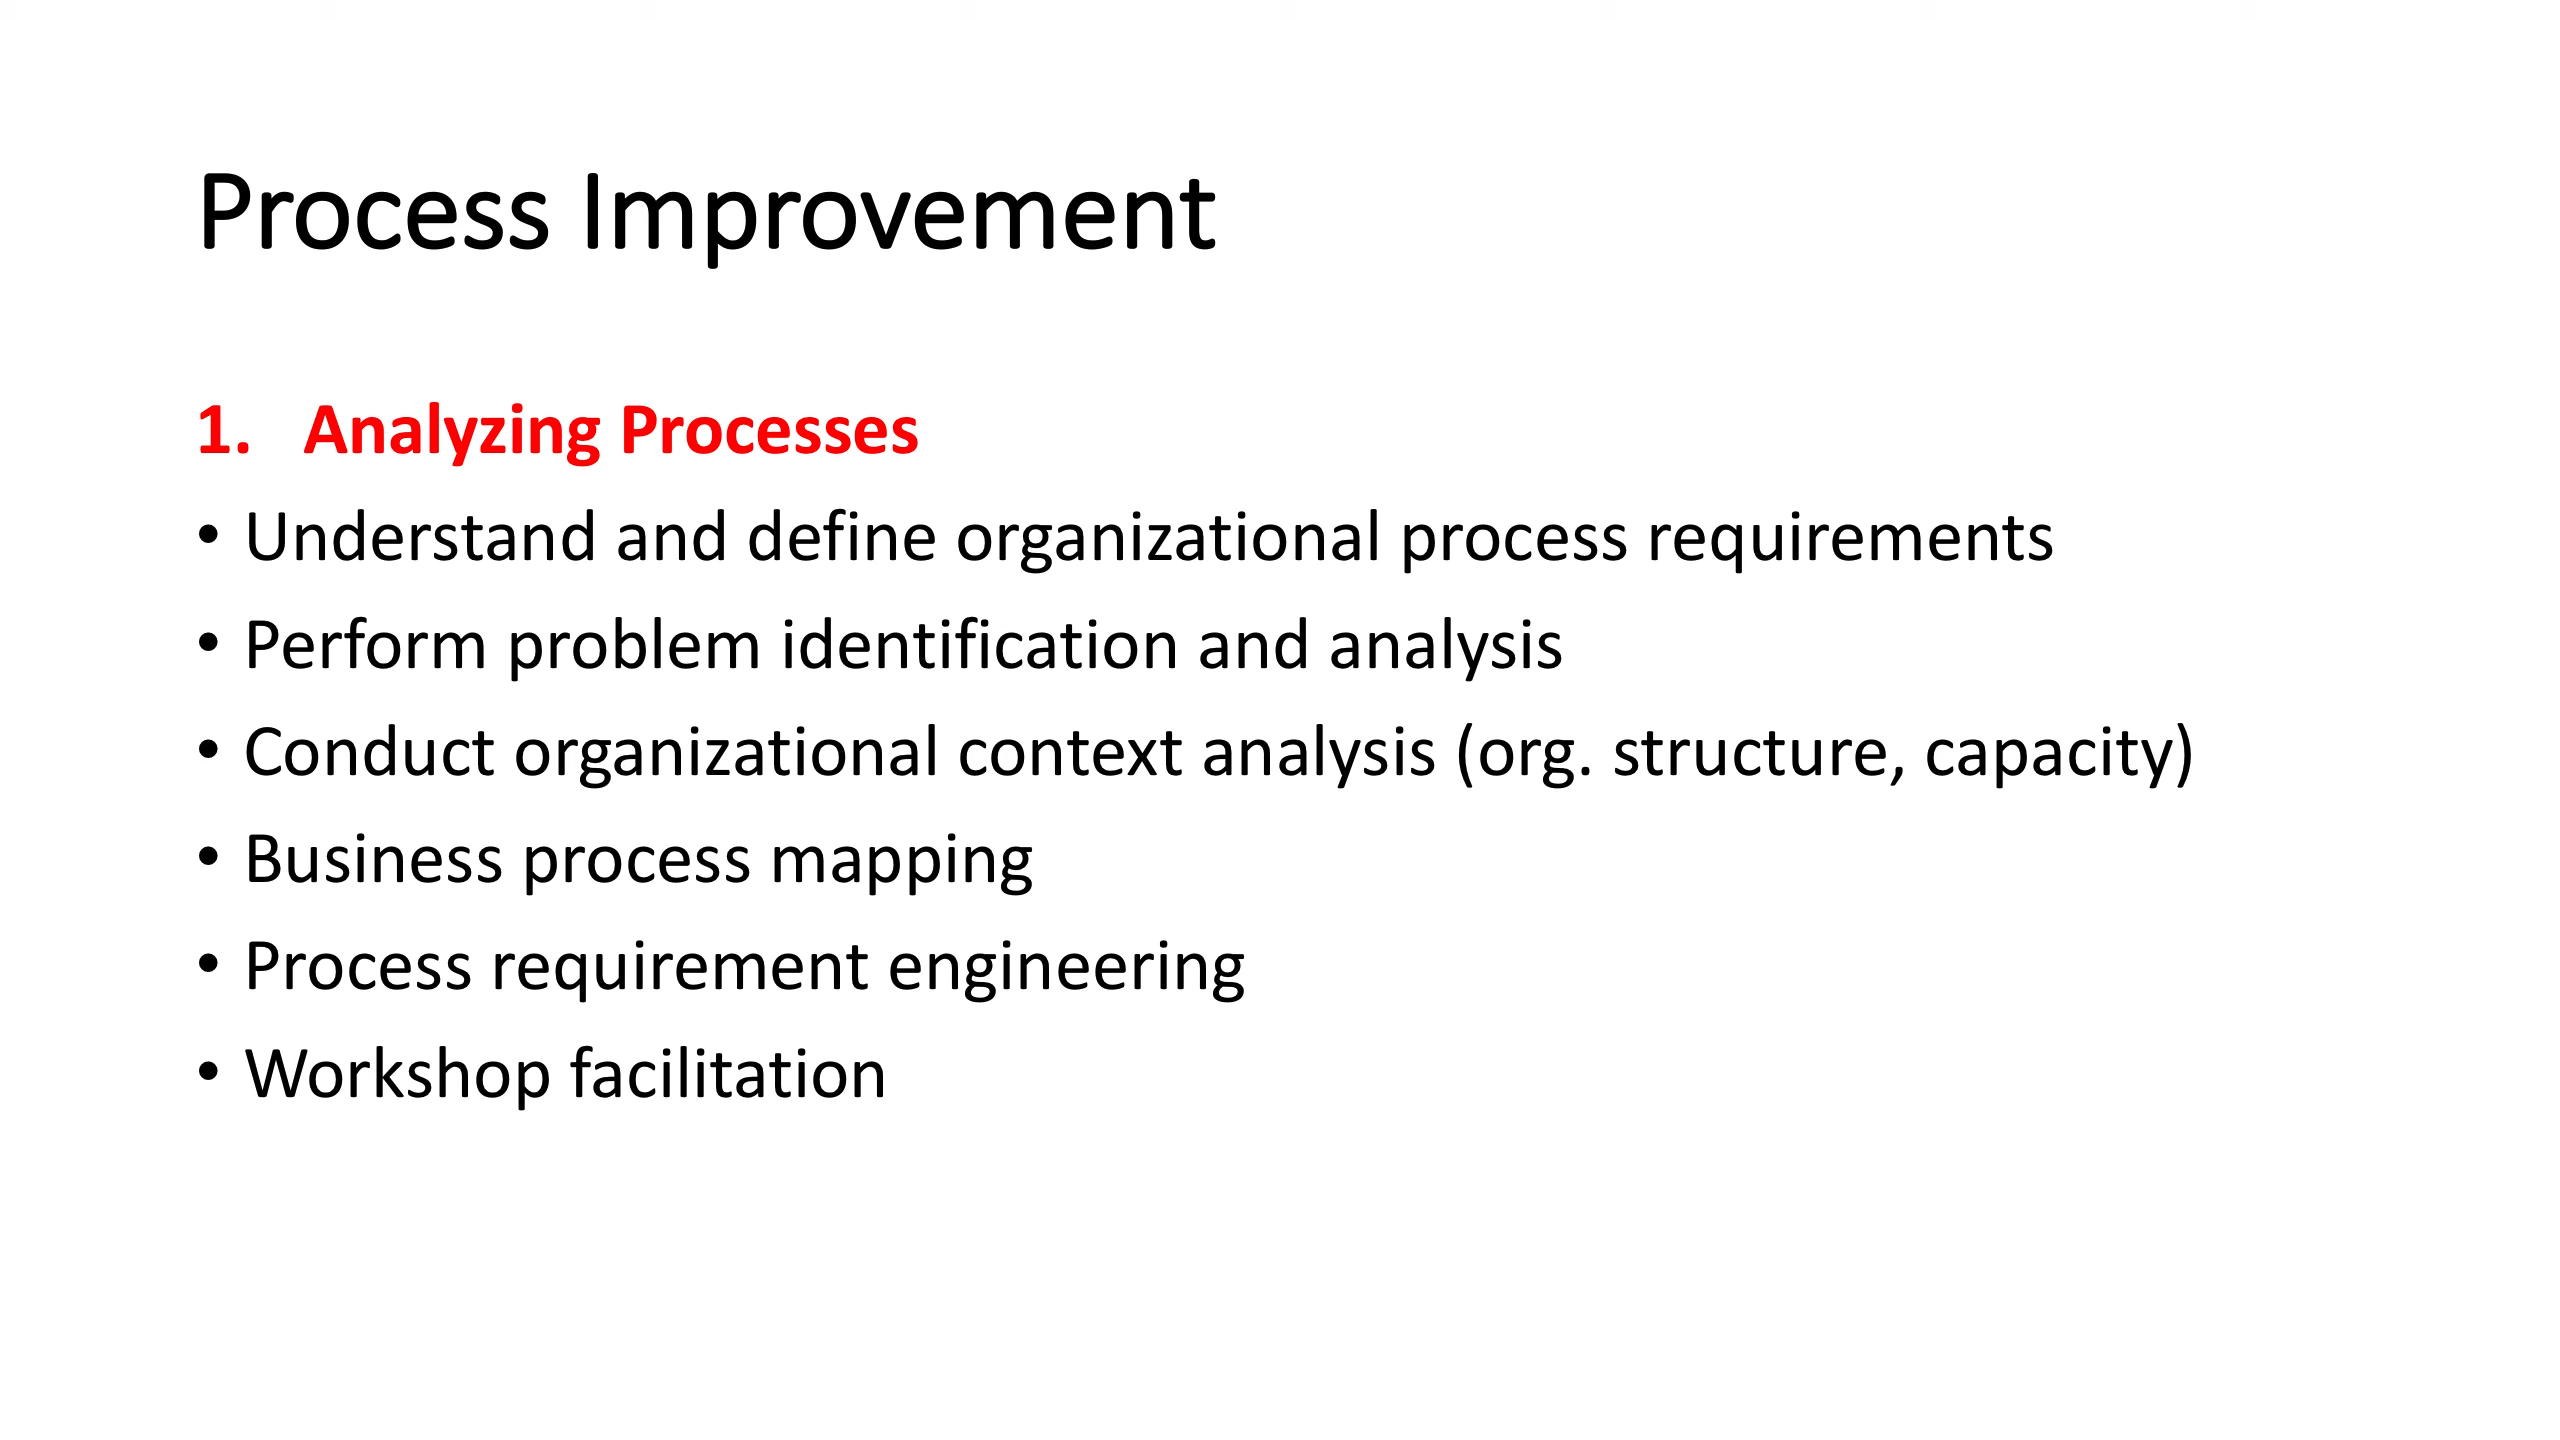 Process Improvement
1. Analyzing Processes
• Understand and define organizational process requirements
• Perform problem identification and analysis
• Conduct organizational context analysis (org. structure, capacity)
• Business process mapping
• Process requirement engineering
• Workshop facilitation